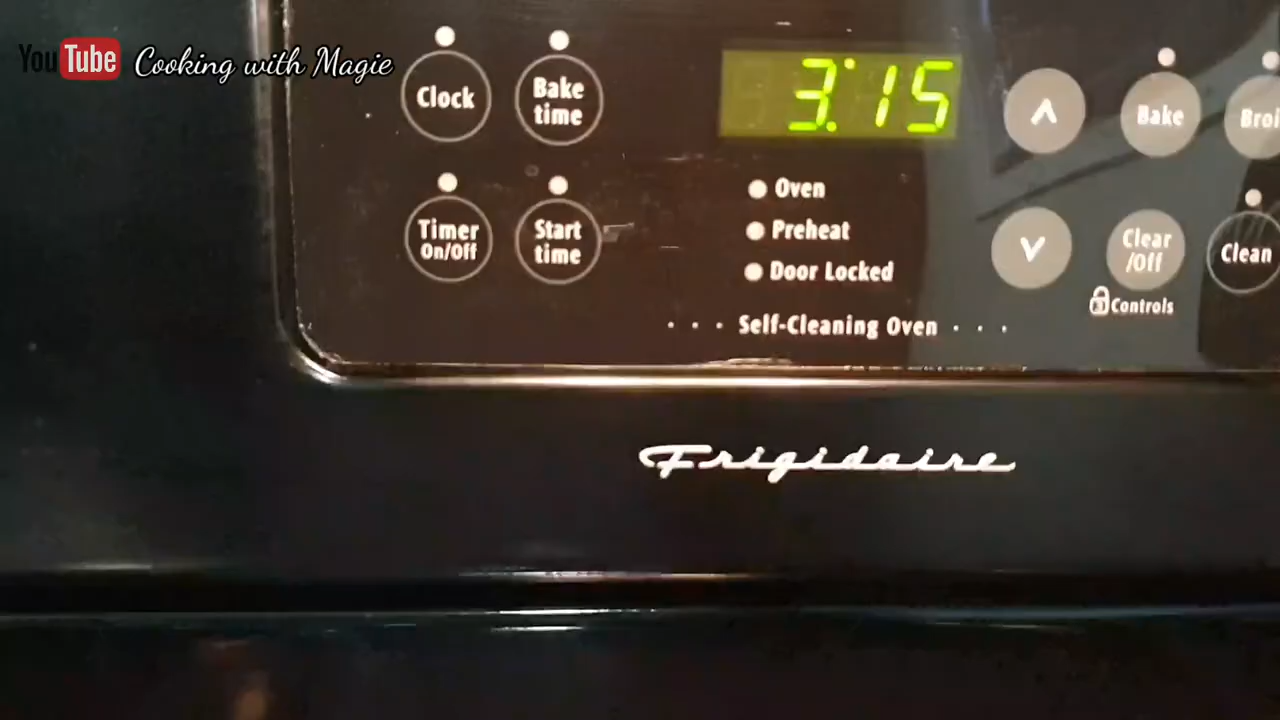 YouTube Cooking with Magie
Clock
Bake
time
3:15
Bake
Timer
On/Off
Start
time
Oven
Preheat
Door Locked
Clear
/Off
Clean
Controls
Self-Cleaning Oven
Frigidaire